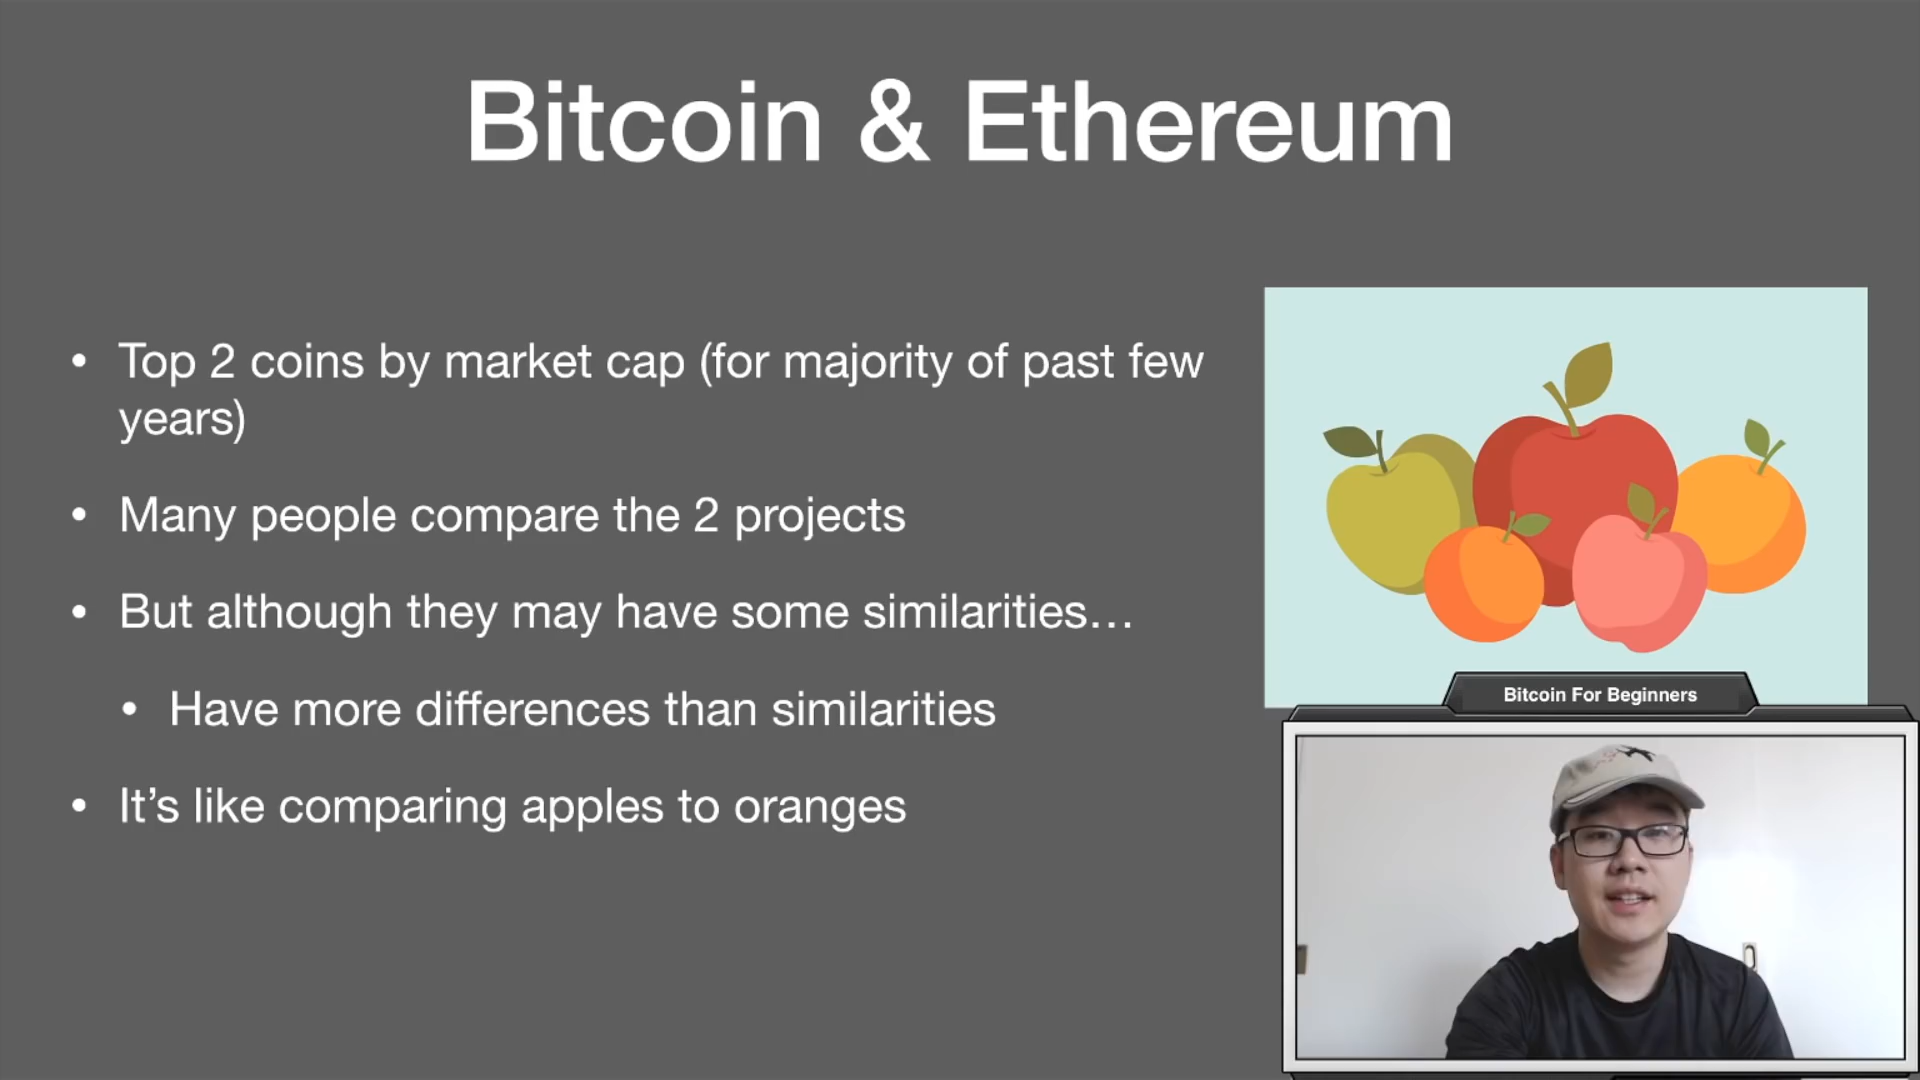 Bitcoin & Ethereum
• Top 2 coins by market cap (for majority of past few
years)
• Many people compare the 2 projects
• But although they may have some similarities…
• Have more differences than similarities
• It’s like comparing apples to oranges
Bitcoin For Beginners